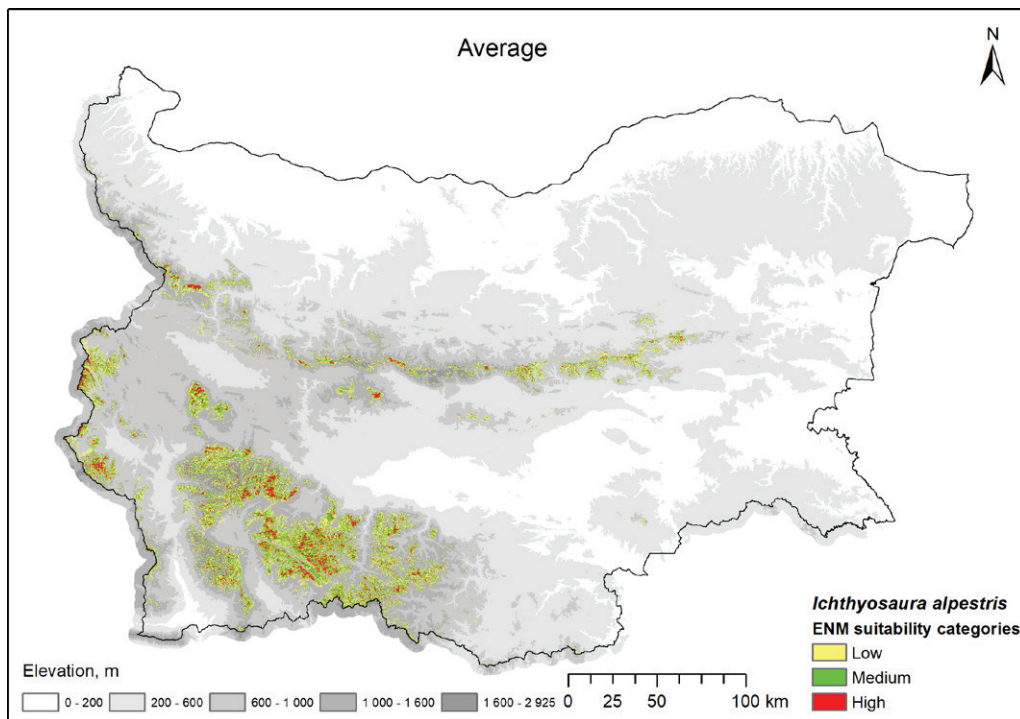 Average
N
Ichthyosaura alpestris
ENM suitability categories
Low
Medium
High
Elevation, m
0 - 200
200 - 600
600 - 1 000
1 000 - 1 600
1 600 - 2 925
0 25 50 100 km